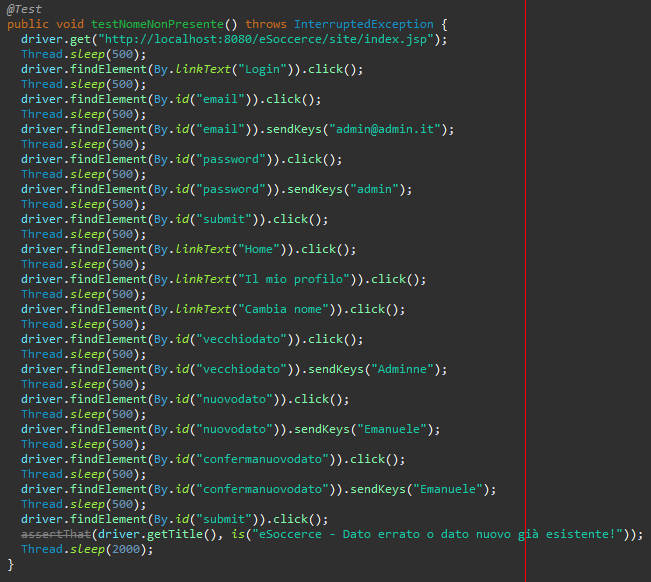 @Test
public void testNomeNonPresente() throws InterruptedException {
driver.get("http://localhost:8080/eSoccerce/site/index.jsp");
Thread.sleep(500);
driver.findElement(By.linkText("Login")).click();
Thread.sleep(500);
driver.findElement(By.id("email")).click();
Thread.sleep(500);
driver.findElement(By.id("email")).sendKeys("admin@admin.it");
Thread.sleep(500);
driver.findElement(By.id("password")).click();
Thread.sleep(500);
driver.findElement(By.id("password")).sendKeys("admin");
Thread.sleep(500);
driver.findElement(By.id("submit")).click();
Thread.sleep(500);
driver.findElement(By.linkText("Home")).click();
Thread.sleep(500);
driver.findElement(By.linkText("Il mio profilo")).click();
Thread.sleep(500);
driver.findElement(By.linkText("Cambia nome")).click();
Thread.sleep(500);
driver.findElement(By.id("vecchiodato")).click();
Thread.sleep(500);
driver.findElement(By.id("vecchiodato")).sendKeys("Adminne");
Thread.sleep(500);
driver.findElement(By.id("nuovodato")).click();
Thread.sleep(500);
driver.findElement(By.id("nuovodato")).sendKeys("Emanuele");
Thread.sleep(500);
driver.findElement(By.id("confermanuovodato")).click();
Thread.sleep(500);
driver.findElement(By.id("confermanuovodato")).sendKeys("Emanuele");
Thread.sleep(500);
driver.findElement(By.id("submit")).click();
assertThat(driver.getTitle(), is("eSoccerce - Dato errato o dato nuovo già esistente!"));
Thread.sleep(2000);
}